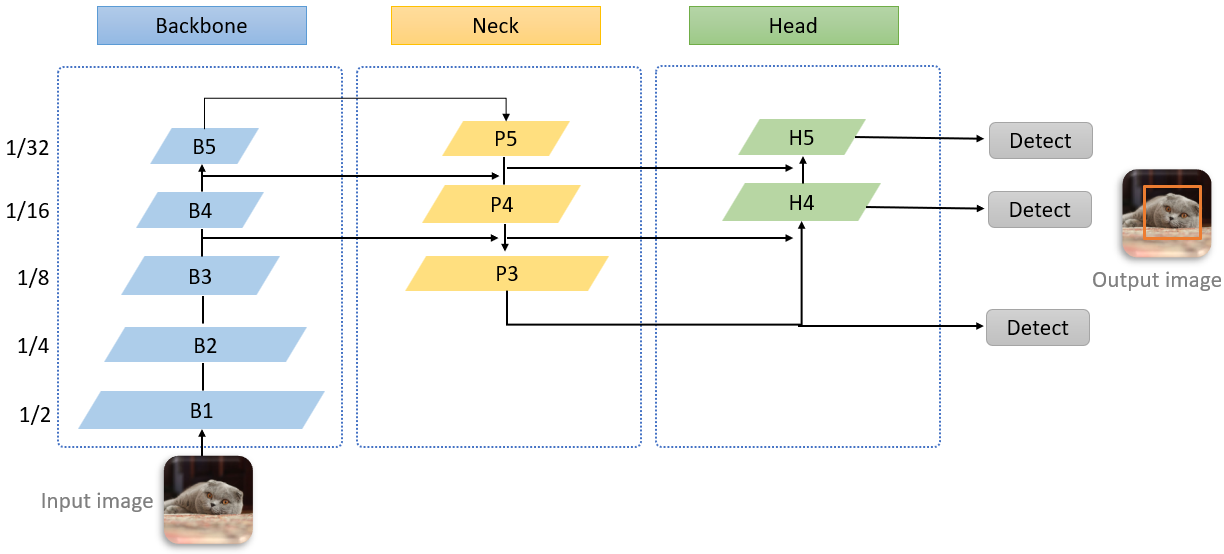 Backbone
Neck
Head
1/32
B5
P5
H5
Detect
1/16
B4
P4
H4
Detect
1/8
B3
P3
Output image
1/4
B2
Detect
1/2
B1
Input image